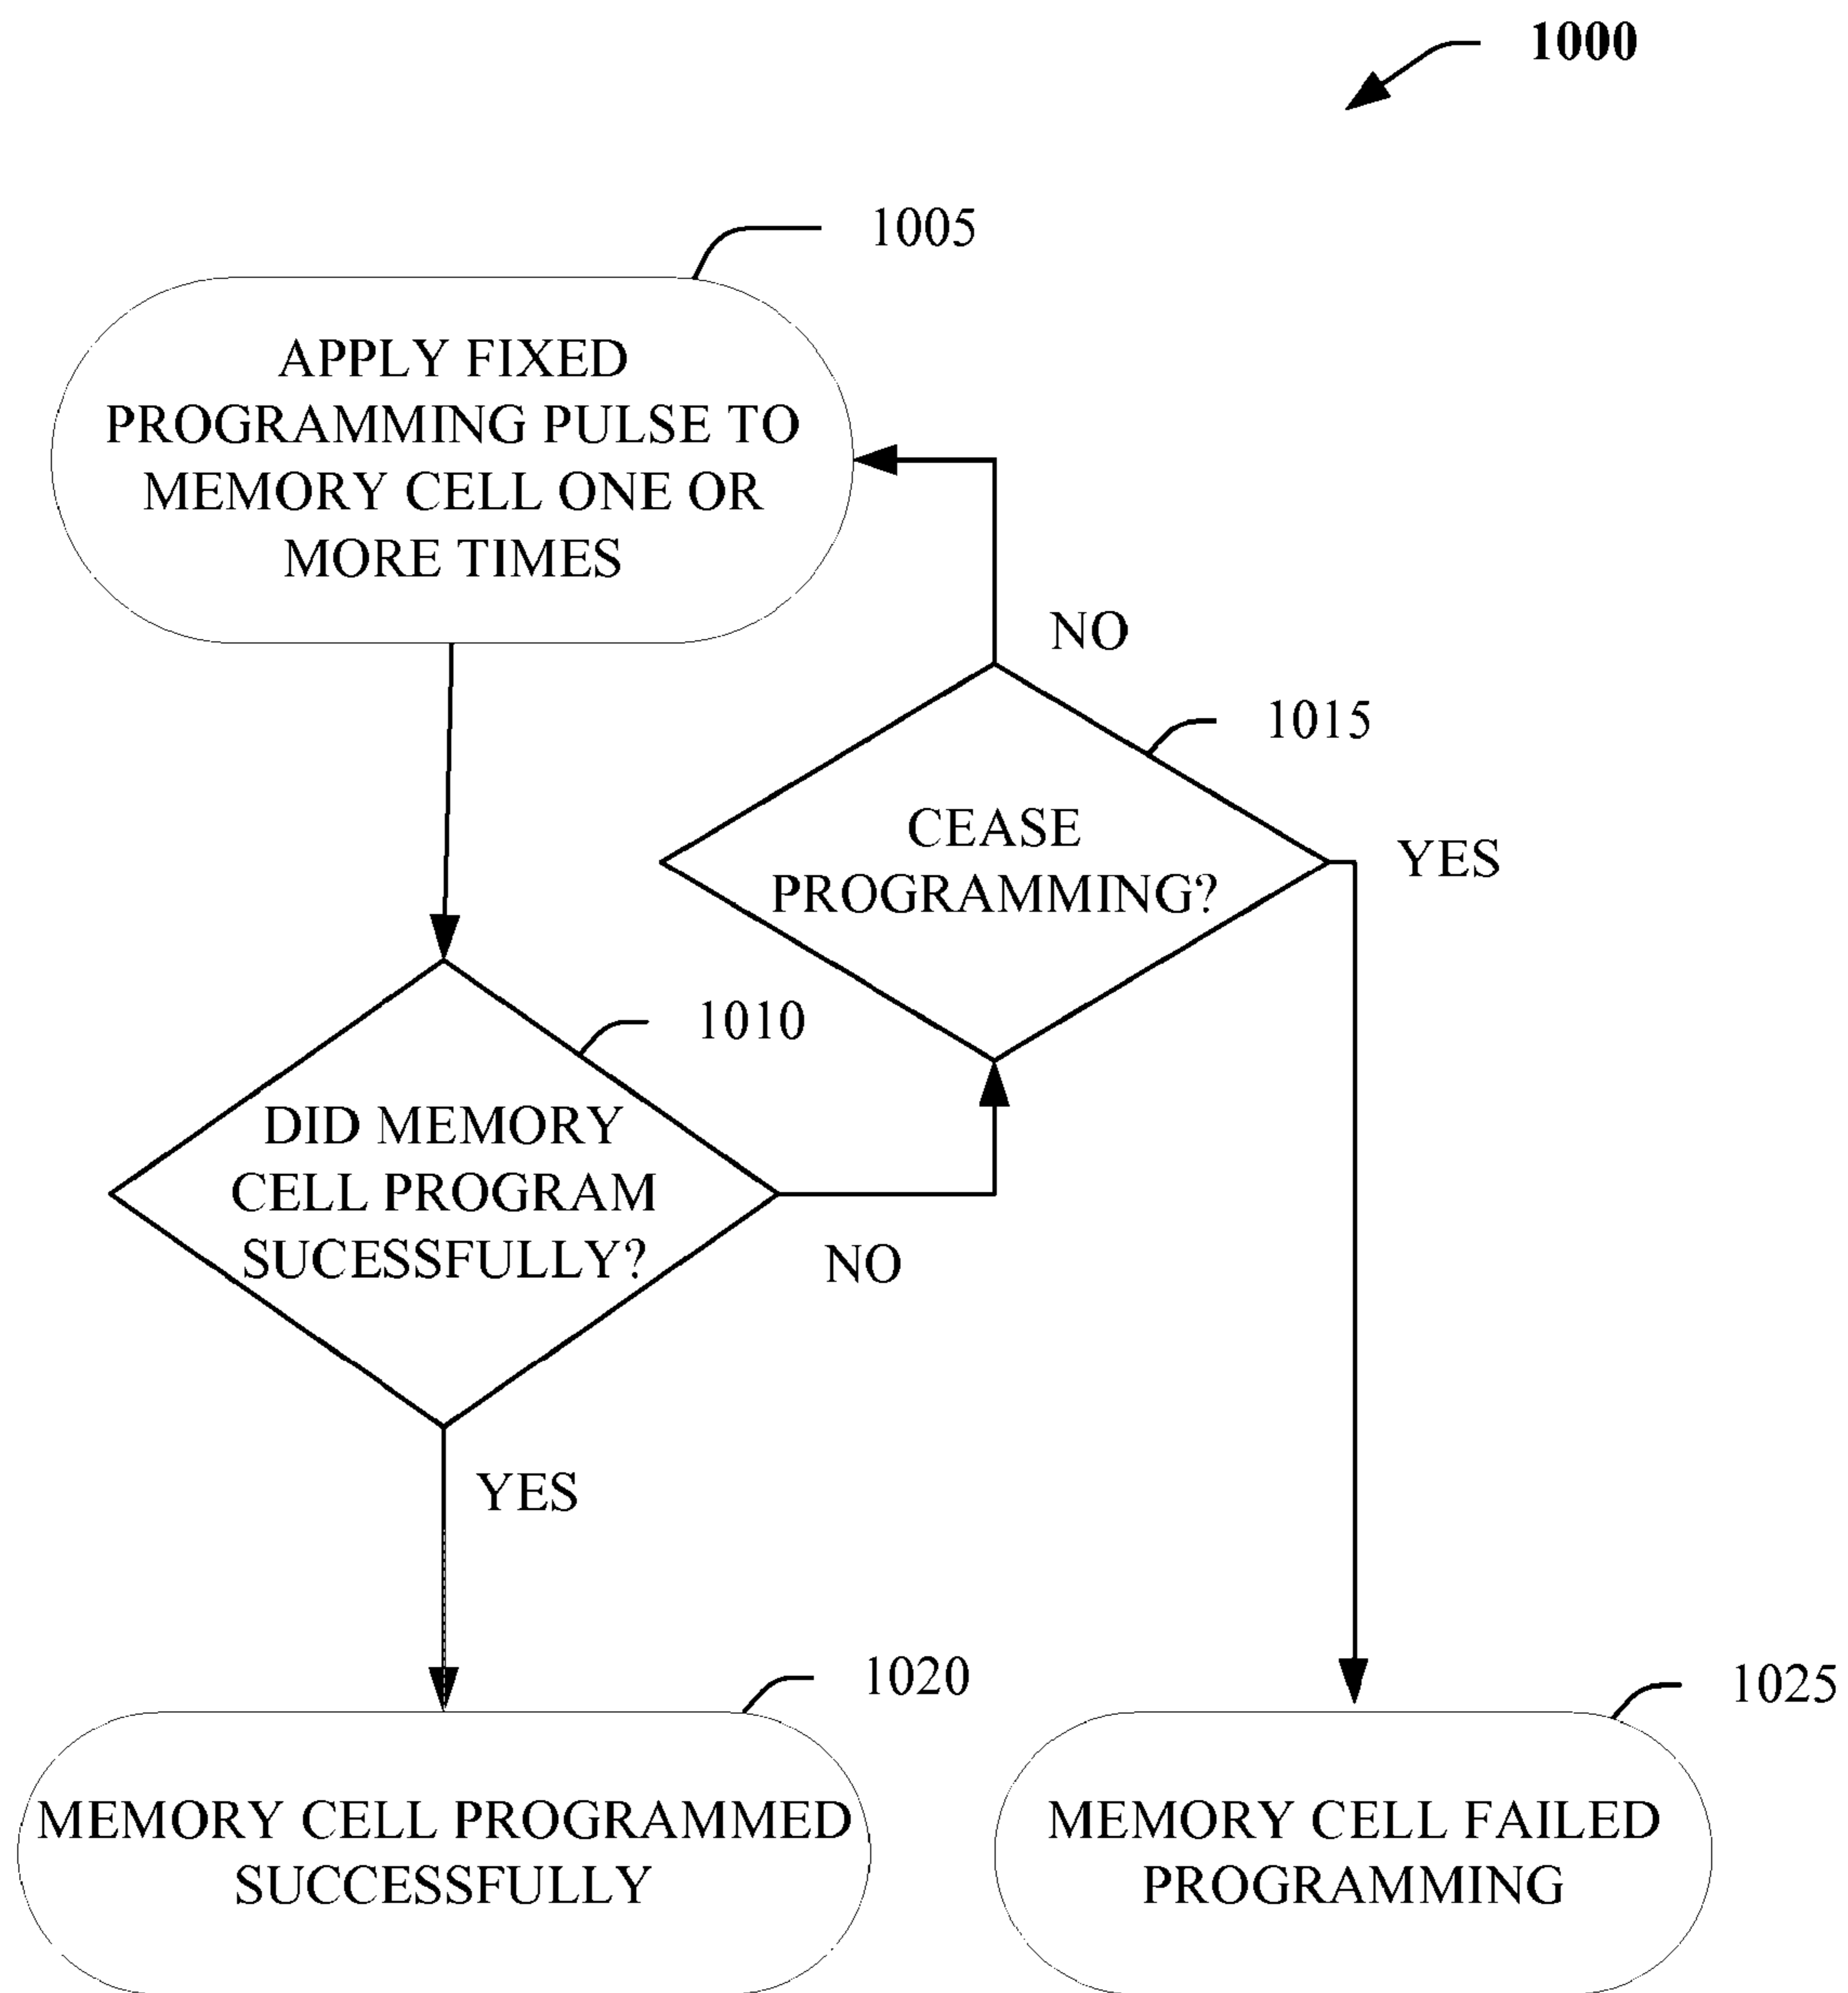 1000
1005
APPLY FIXED
PROGRAMMING PULSE TO
MEMORY CELL ONE OR
MORE TIMES
NO
1015
CEASE
PROGRAMMING?
YES
1010
DID MEMORY
CELL PROGRAM
SUCESSFULLY?
NO
YES
1020
MEMORY CELL PROGRAMMED
SUCCESSFULLY
1025
MEMORY CELL FAILED
PROGRAMMING